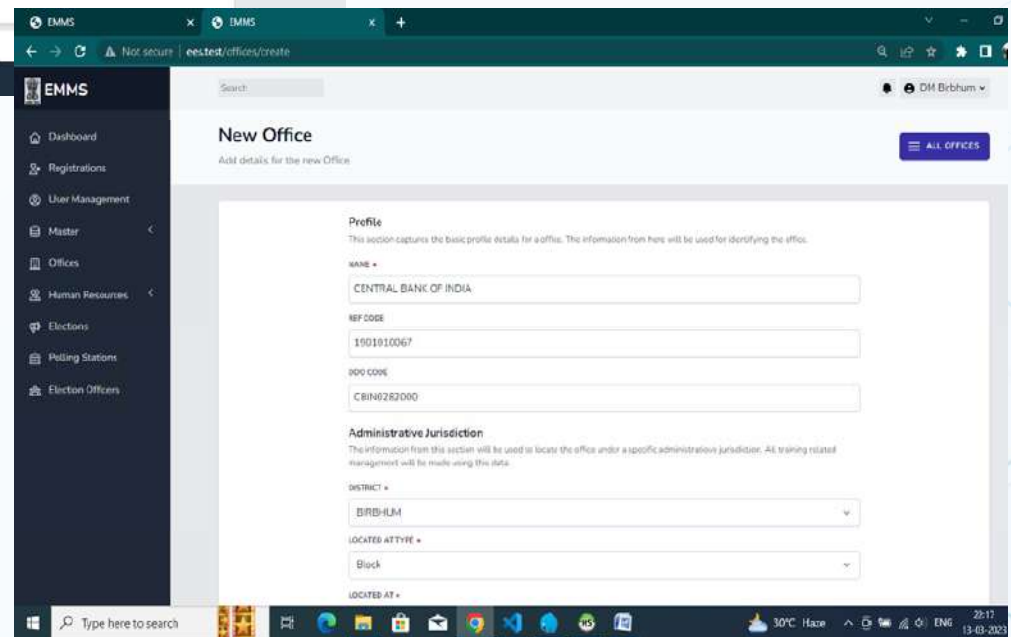 EMMS
EMMS
Not secure | ees.test/offices/create
EMMS
Search
DM Birbhum
New Office
Add details for the new Office
ALL OFFICES
Dashboard
Registrations
User Management
Master
Offices
Human Resources
Elections
Polling Stations
Election Officers
Profile
This section captures the basic profile details for a office. The information from here will be used for identifying the office.
NAME *
CENTRAL BANK OF INDIA
REF CODE
1901910067
DDO CODE
CBIN0282000
Administrative Jurisdiction
The information from this section will be used to locate the office under a specific administrations jurisdiction. All training related
management will be made using this data.
DISTRICT *
BIRBHUM
LOCATED AT TYPE *
Block
LOCATED AT *
Type here to search
30°C Haze
ENG
22:17
13-03-2023